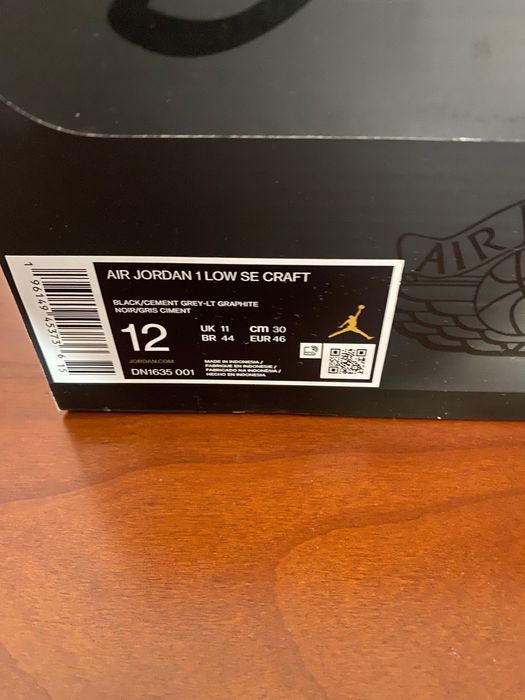 AIR JORDAN 1 LOW SE CRAFT
BLACK/CEMENT GREY-LT GRAPHITE
NOIR/GRIS CIMENT
12
UK 11 cm 30
BR 44 EUR 46
JORDAN.COM
DN1635 001
MADE IN INDONESIA /
FABRIQUE EN INDONESIE /
FABRICADO NA INDONESIA /
HECHO EN INDONESIA
AIR